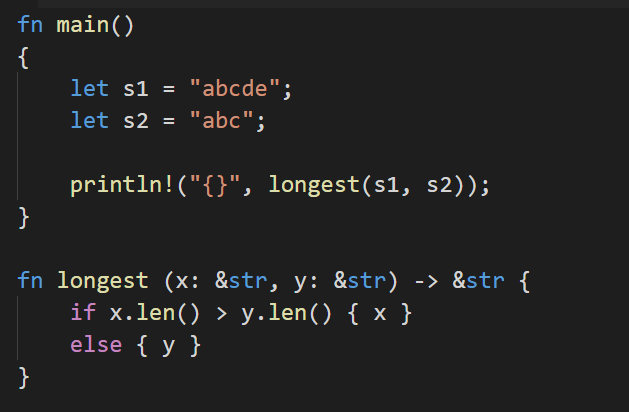 fn main()
{
    let s1 = "abcde";
    let s2 = "abc";

    println!("{}", longest(s1, s2));
}

fn longest (x: &str, y: &str) -> &str {
    if x.len() > y.len() { x }
    else { y }
}